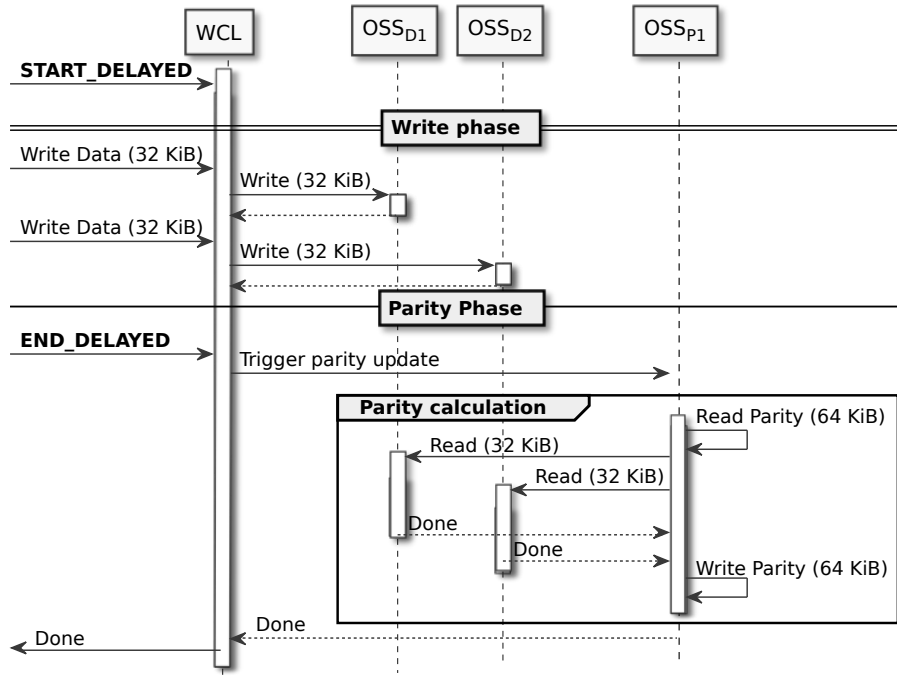 WCL
OSSD1
OSSD2
OSSP1
START_DELAYED
Write phase
Write Data (32 KiB)
Write (32 KiB)
Write Data (32 KiB)
Write (32 KiB)
Parity Phase
END_DELAYED
Trigger parity update
Parity calculation
Read Parity (64 KiB)
Read (32 KiB)
Read (32 KiB)
Done
Done
Write Parity (64 KiB)
Done
Done